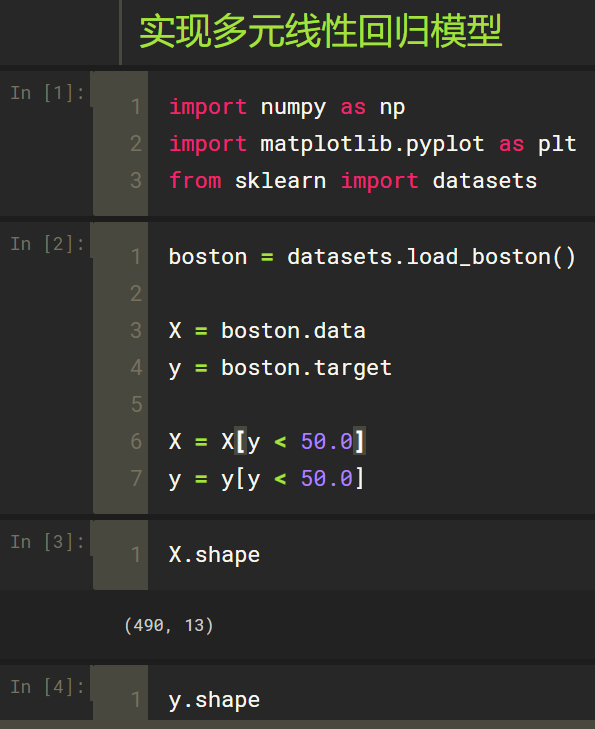 实现多元线性回归模型
In [1]:
1 import numpy as np
2 import matplotlib.pyplot as plt
3 from sklearn import datasets
In [2]:
1 boston = datasets.load_boston()
2
3 X = boston.data
4 y = boston.target
5
6 X = X[y < 50.0]
7 y = y[y < 50.0]
In [3]:
1 X.shape
(490, 13)
In [4]:
1 y.shape